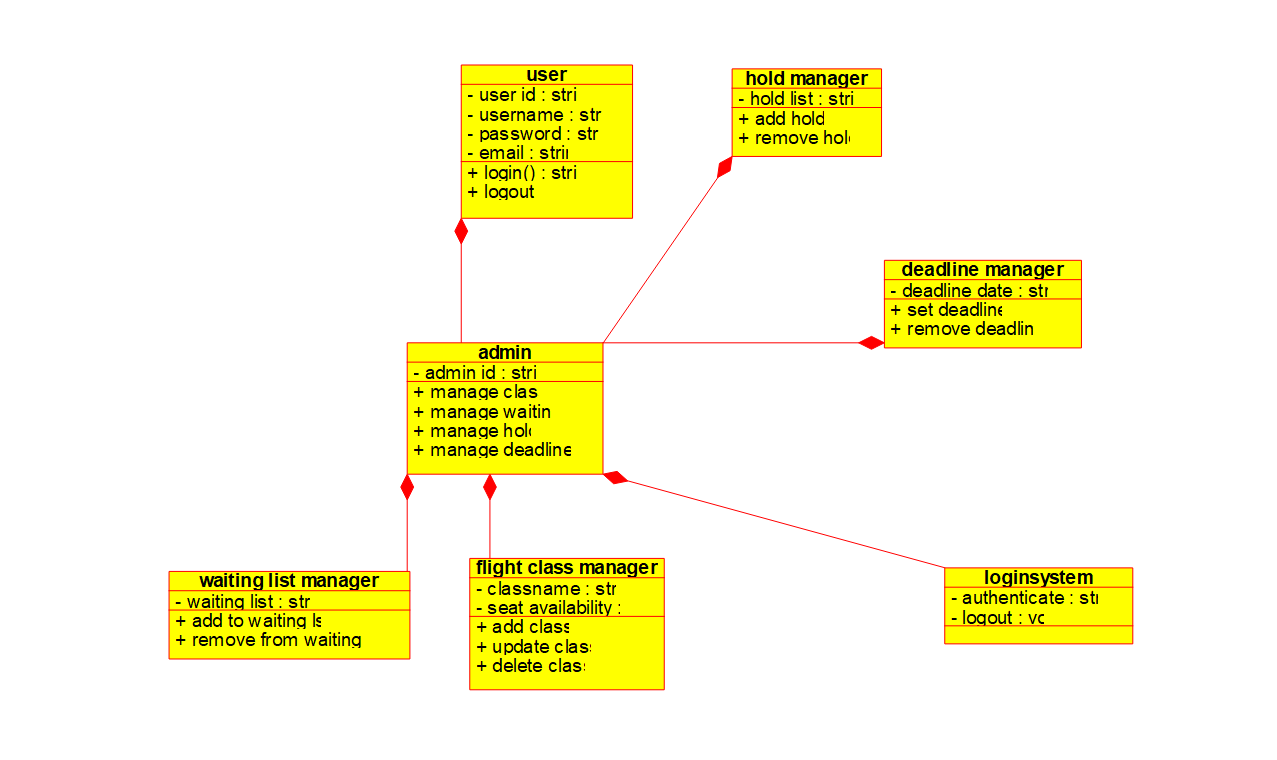 user
- user id : stri
- username : str
- password : str
- email : strin
+ login() : stri
+ logout
hold manager
- hold list : stri
+ add hold
+ remove hol
deadline manager
- deadline date : str
+ set deadline
+ remove deadlin
admin
- admin id : stri
+ manage clas
+ manage waitin
+ manage hol
+ manage deadline
waiting list manager
- waiting list : str
+ add to waiting ls
+ remove from waiting
flight class manager
- classname : str
- seat availability :
+ add class
+ update class
+ delete clas
loginsystem
- authenticate : str
- logout : vo